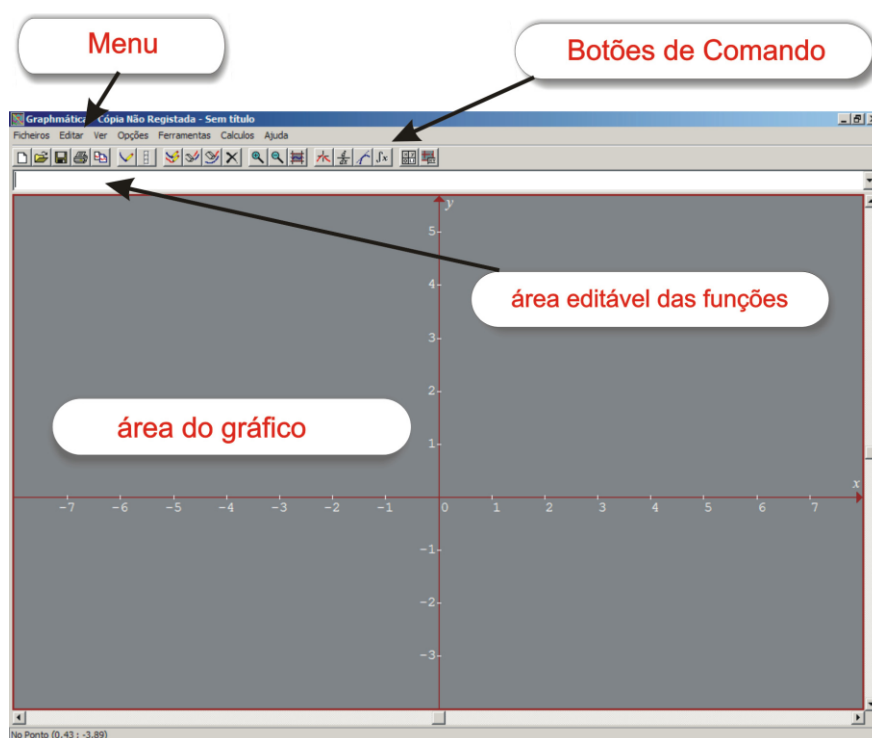 Menu
Botões de Comando
Graphmática - Cópia Não Registada - Sem título
Ficheiros Editar Ver Opções Ferramentas Calculos Ajuda
área editável das funções
área do gráfico
y
5
4
3
2
1
x
-7 -6 -5 -4 -3 -2 -1 0 1 2 3 4 5 6 7
-1
-2
-3
No Ponto (0.43 : -3.89)